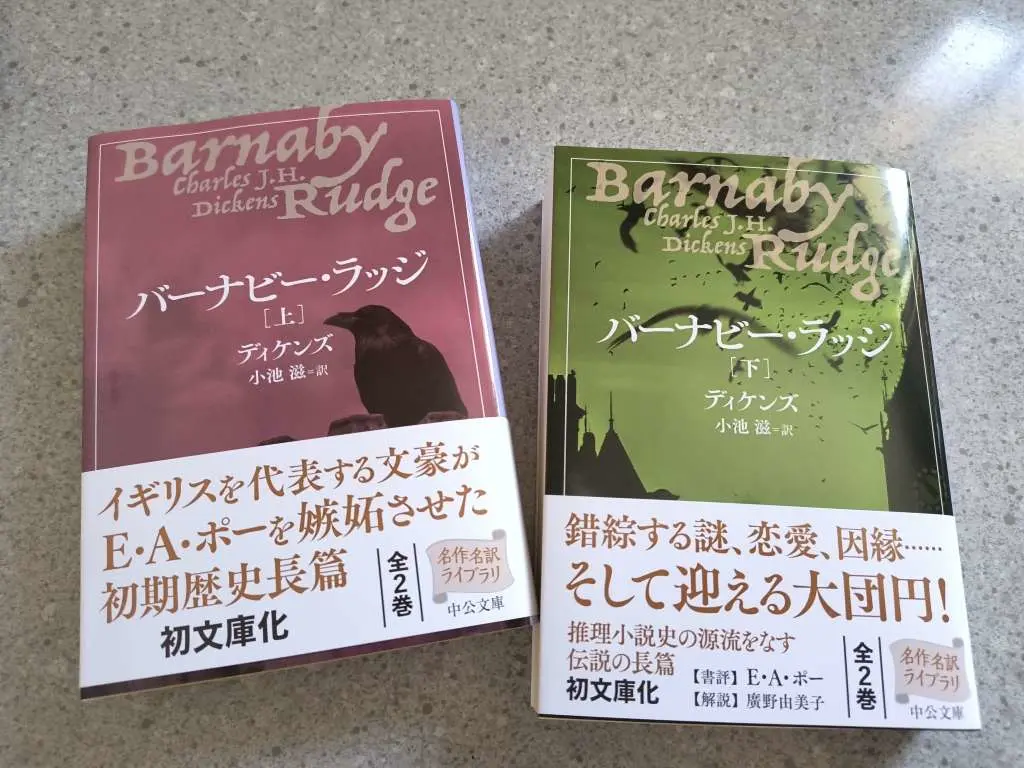 Barnaby
Charles J.H.
Dickens Rudge
バーナビー・ラッジ
[上]
ディケンズ
小池 滋=訳
イギリスを代表する文豪が
E・A・ポーを嫉妬させた
初期歴史長篇
初文庫化
全2巻
名作名訳
ライブラリ
中公文庫
Barnaby
Charles J.H.
Dickens Rudge
バーナビー・ラッジ
[下]
ディケンズ
小池 滋=訳
錯綜する謎、恋愛、因縁……
そして迎える大団円!
推理小説史の源流をなす
伝説の長篇
初文庫化
【書評】E・A・ポー
【解説】廣野由美子
全2巻
名作名訳
ライブラリ
中公文庫